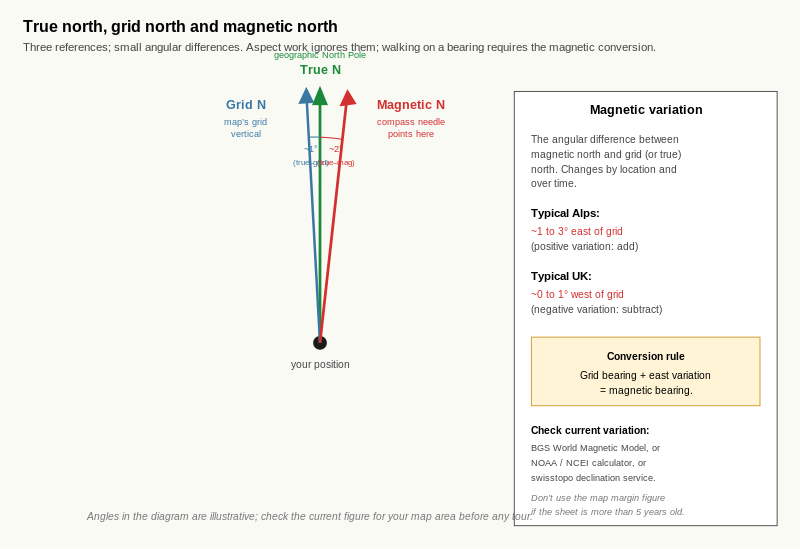 True north, grid north and magnetic north
Three references; small angular differences. Aspect work ignores them; walking on a bearing requires the magnetic conversion.
geographic North Pole
True N
Grid N
map's grid
vertical
Magnetic N
compass needle
points here
~1°
~2°
(true-grid)
(true-mag)
your position
Magnetic variation
The angular difference between
magnetic north and grid (or true)
north. Changes by location and
over time.
Typical Alps:
~1 to 3° east of grid
(positive variation: add)
Typical UK:
~0 to 1° west of grid
(negative variation: subtract)
Conversion rule
Grid bearing + east variation
= magnetic bearing.
Check current variation:
BGS World Magnetic Model, or
NOAA / NCEI calculator, or
swisstopo declination service.
Don't use the map margin figure
if the sheet is more than 5 years old.
Angles in the diagram are illustrative; check the current figure for your map area before any tour.